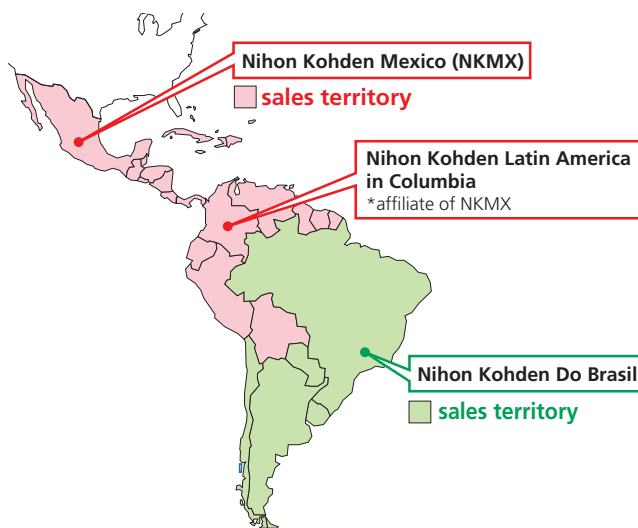 Nihon Kohden Mexico (NKMX)
sales territory
Nihon Kohden Latin America
in Columbia
*affiliate of NKMX
Nihon Kohden Do Brasil
sales territory